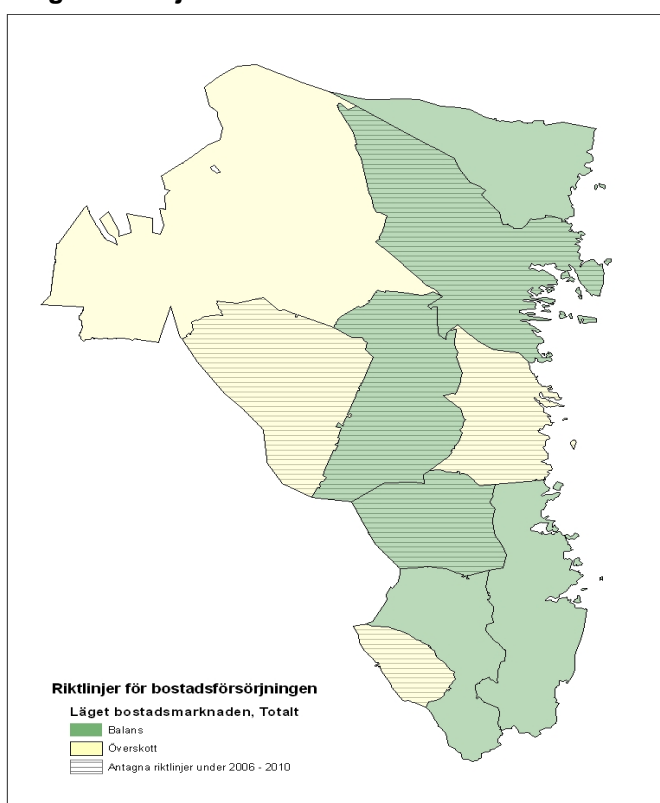 Riktlinjer för bostadsförsörjningen
Läget bostadsmarknaden, Totalt
Balans
Överskott
Antagna riktlinjer under 2006 - 2010